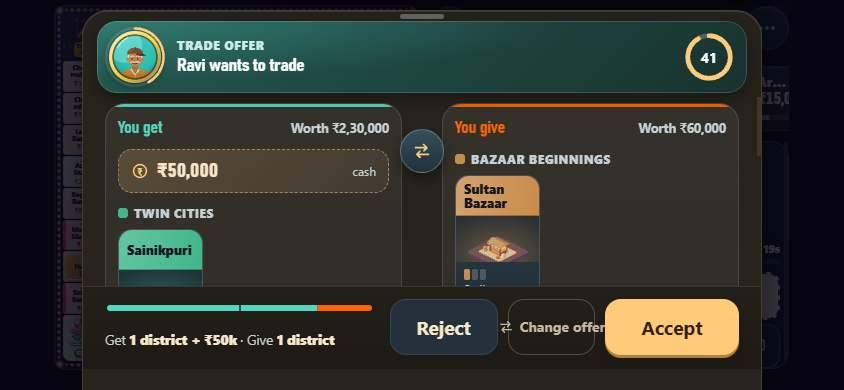 TRADE OFFER
Ravi wants to trade
41
You get
Worth ₹2,30,000
₹50,000
cash
TWIN CITIES
Sainikpuri
You give
Worth ₹60,000
BAZAAR BEGINNINGS
Sultan
Bazaar
Get 1 district + ₹50k · Give 1 district
Reject
Change offer
Accept